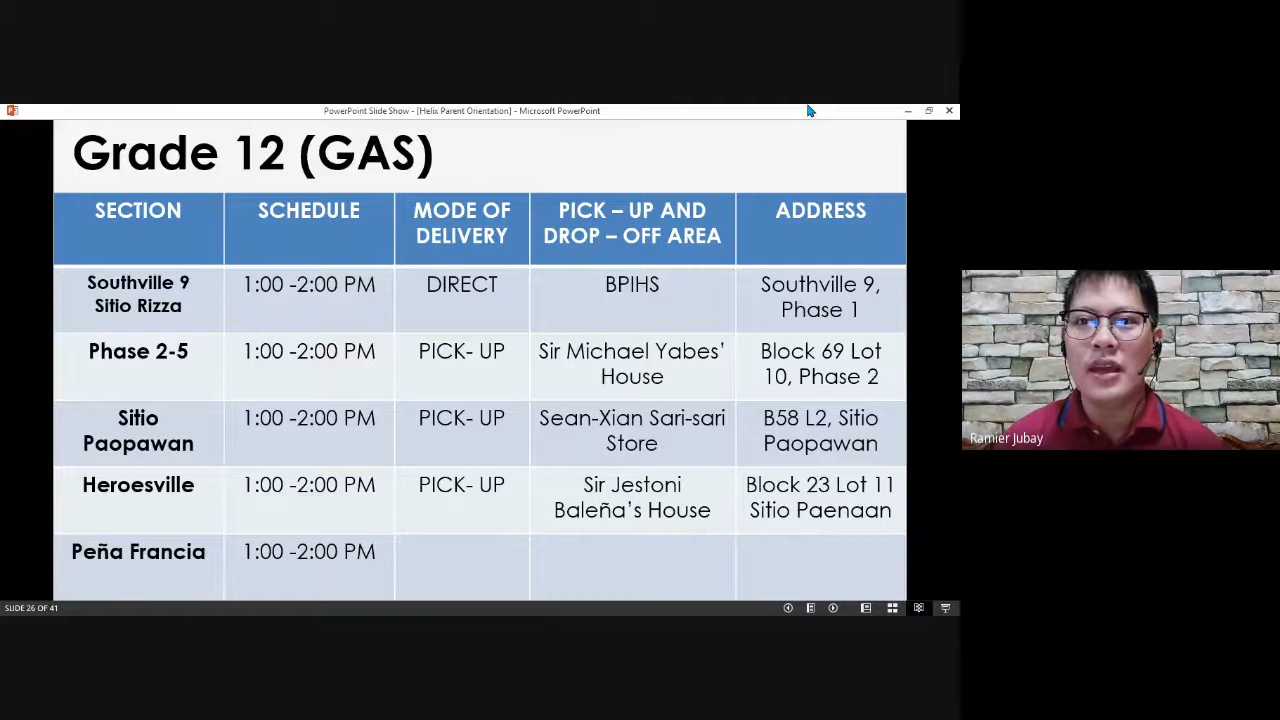 PowerPoint Slide Show - [Helix Parent Orientation] - Microsoft PowerPoint
Grade 12 (GAS)
SECTION SCHEDULE MODE OF DELIVERY PICK – UP AND DROP – OFF AREA ADDRESS
Southville 9 Sitio Rizza 1:00 -2:00 PM DIRECT BPIHS Southville 9, Phase 1
Phase 2-5 1:00 -2:00 PM PICK- UP Sir Michael Yabes’ House Block 69 Lot 10, Phase 2
Sitio Paopawan 1:00 -2:00 PM PICK- UP Sean-Xian Sari-sari Store B58 L2, Sitio Paopawan
Heroesville 1:00 -2:00 PM PICK- UP Sir Jestoni Baleña’s House Block 23 Lot 11 Sitio Paenaan
Peña Francia 1:00 -2:00 PM
SLIDE 26 OF 41
Ramier Jubay